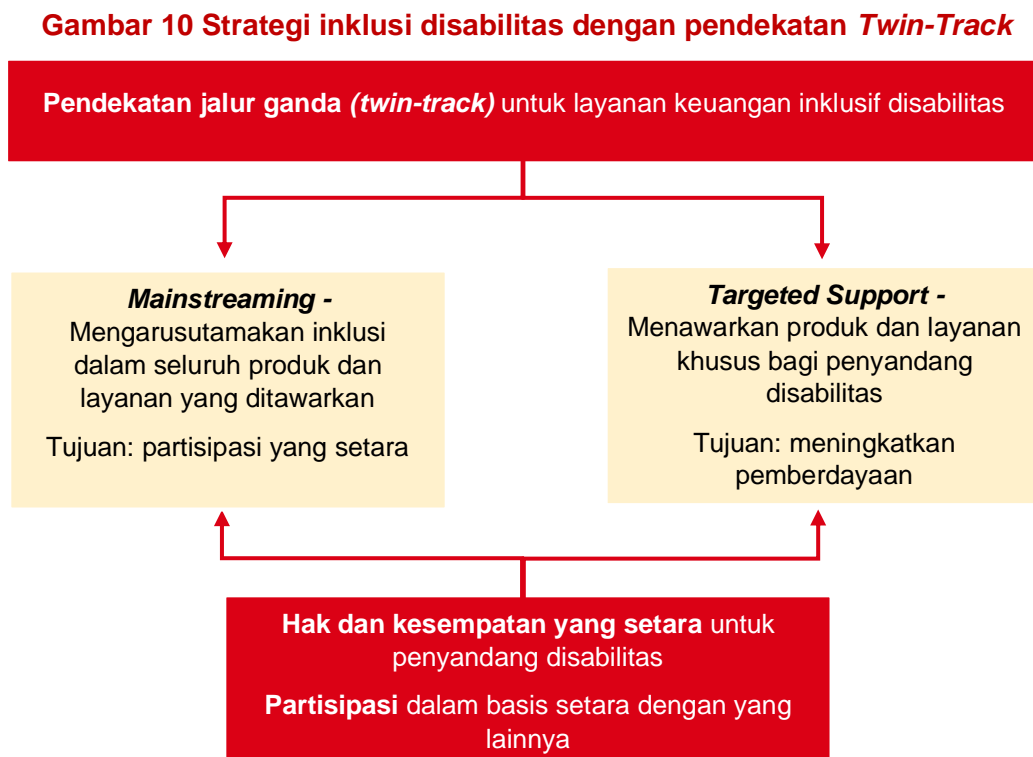 Gambar 10 Strategi inklusi disabilitas dengan pendekatan Twin-Track
Pendekatan jalur ganda (twin-track) untuk layanan keuangan inklusif disabilitas
Mainstreaming -
Mengarusutamakan inklusi
dalam seluruh produk dan
layanan yang ditawarkan
Tujuan: partisipasi yang setara
Targeted Support -
Menawarkan produk dan layanan
khusus bagi penyandang
disabilitas
Tujuan: meningkatkan
pemberdayaan
Hak dan kesempatan yang setara untuk
penyandang disabilitas
Partisipasi dalam basis setara dengan yang
lainnya